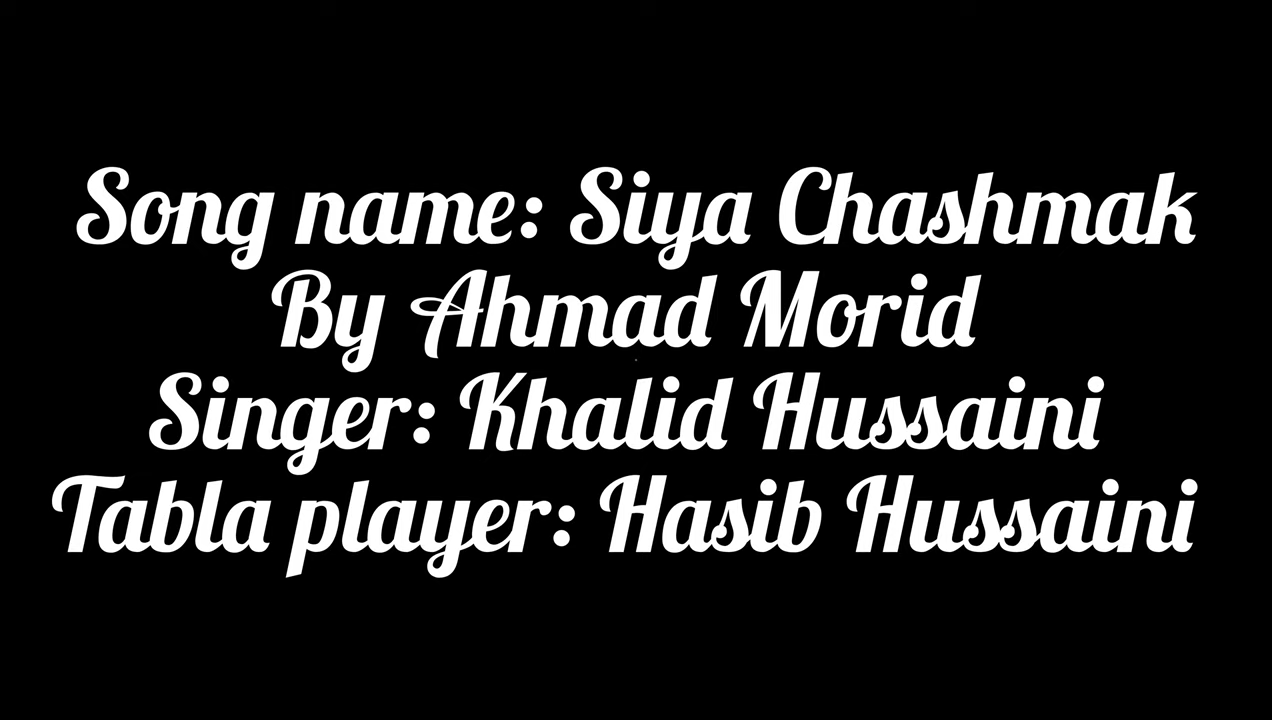 Song name: Siya Chashmak
By Ahmad Morid
Singer: Khalid Hussaini
Tabla player: Hasib Hussaini